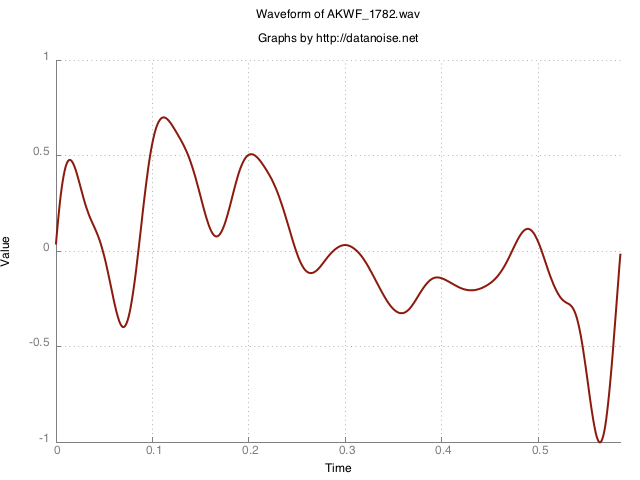 Waveform of AKWF_1782.wav
Graphs by http://datanoise.net
1
0.5
0
-0.5
-1
Value
0 0.1 0.2 0.3 0.4 0.5
Time